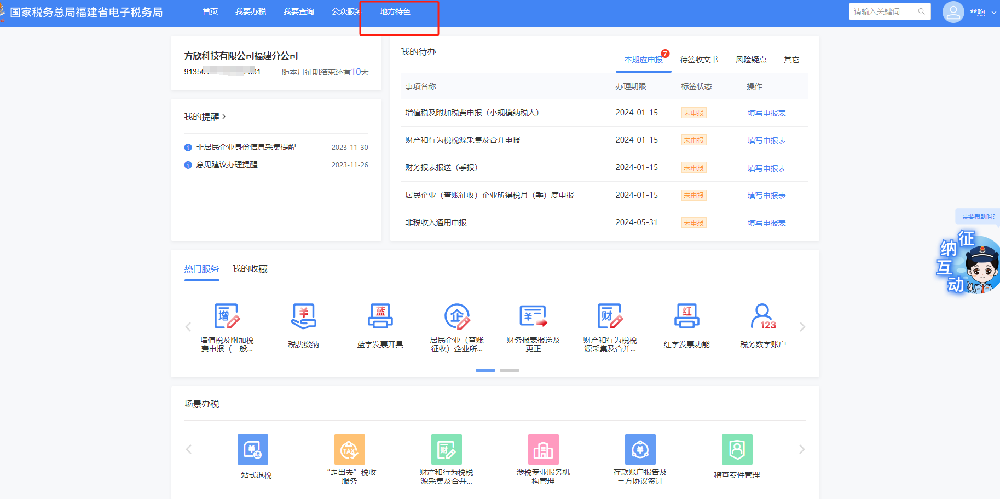 国家税务总局福建省电子税务局
首页 我要办税 我要查询 公众服务 地方特色
请输入关键词
**煦
方欣科技有限公司福建分公司
距本月征期结束还有10天
我的提醒
非居民企业身份信息采集提醒 2023-11-30
意见建议办理提醒 2023-11-26
我的待办
本期应申报 7 待签收文书 风险疑点 其它
事项名称 办理期限 标签状态 操作
增值税及附加税费申报（小规模纳税人） 2024-01-15 未申报 填写申报表
财产和行为税税源采集及合并申报 2024-01-15 未申报 填写申报表
财务报表报送（季报） 2024-01-15 未申报 填写申报表
居民企业（查账征收）企业所得税月（季）度申报 2024-01-15 未申报 填写申报表
非税收入通用申报 2024-05-31 未申报 填写申报表
需要帮助吗?
征纳互动
热门服务 我的收藏
增 蓝 企 财 红 123
增值税及附加税
费申报（一般...
税费缴纳
蓝字发票开具
居民企业（查账
征收）企业所...
财务报表报送及
更正
财产和行为税税
源采集及合并...
红字发票功能
税务数字账户
场景办税
退 TAX 财
一站式退税
“走出去”税收
服务
财产和行为税税
源采集及合并...
涉税专业服务机
构管理
存款账户报告及
三方协议签订
稽查案件管理